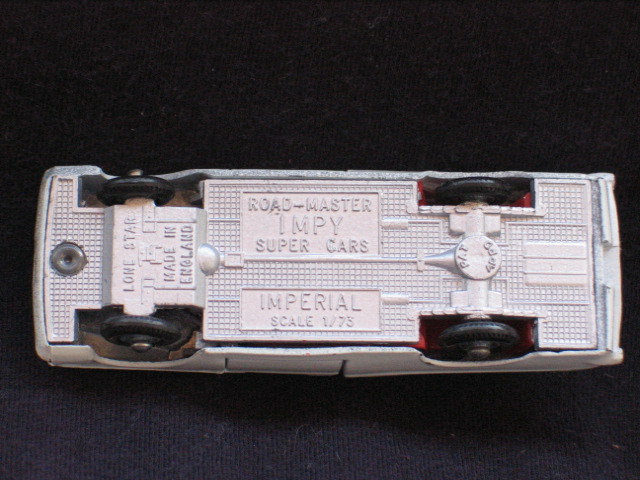 ROAD-MASTER
IMPY
SUPER CARS
IMPERIAL
SCALE 1/73
LONE STAR
MADE IN
ENGLAND